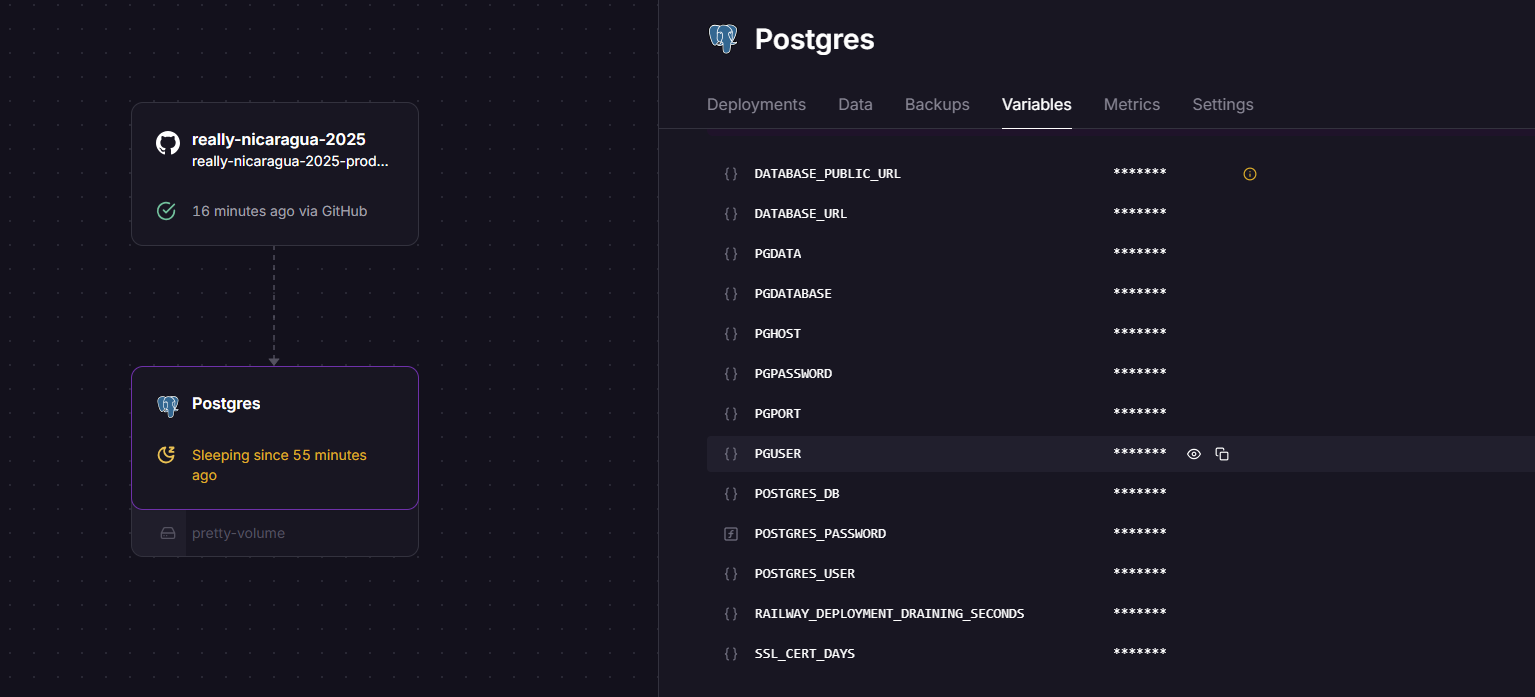 really-nicaragua-2025
really-nicaragua-2025-prod...
16 minutes ago via GitHub
Postgres
Sleeping since 55 minutes
ago
pretty-volume
Postgres
Deployments Data Backups Variables Metrics Settings
{} DATABASE_PUBLIC_URL *******
{} DATABASE_URL *******
{} PGDATA *******
{} PGDATABASE *******
{} PGHOST *******
{} PGPASSWORD *******
{} PGPORT *******
{} PGUSER *******
{} POSTGRES_DB *******
POSTGRES_PASSWORD *******
{} POSTGRES_USER *******
{} RAILWAY_DEPLOYMENT_DRAINING_SECONDS *******
{} SSL_CERT_DAYS *******